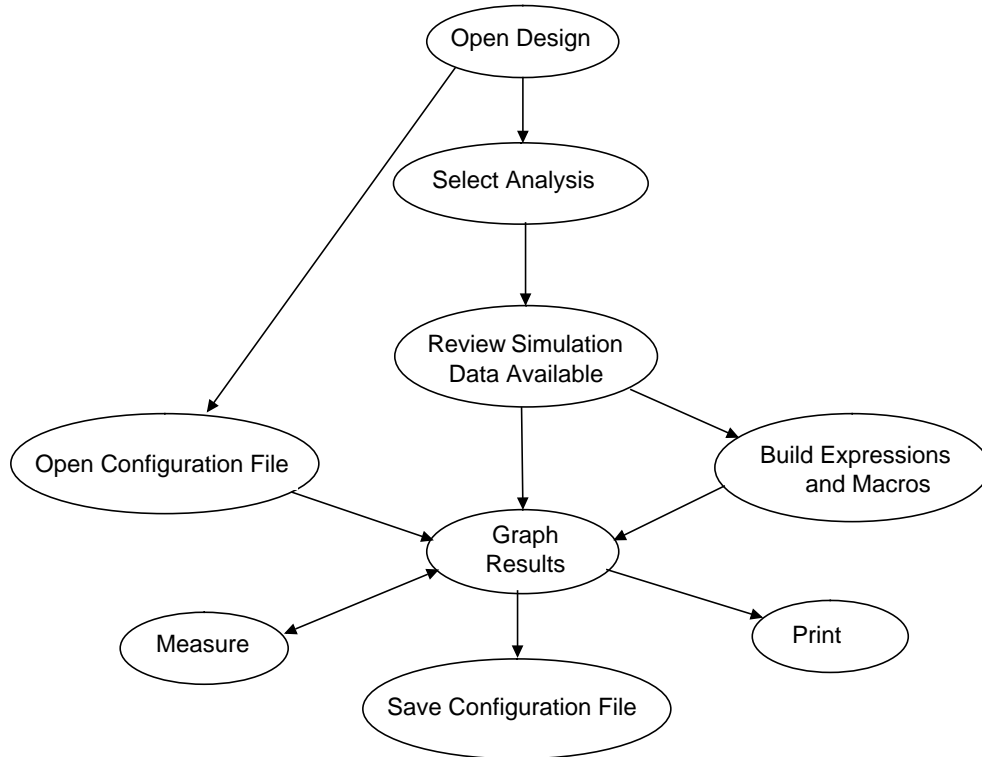 Open Design
Select Analysis
Review Simulation
Data Available
Open Configuration File
Build Expressions
and Macros
Graph
Results
Measure
Print
Save Configuration File